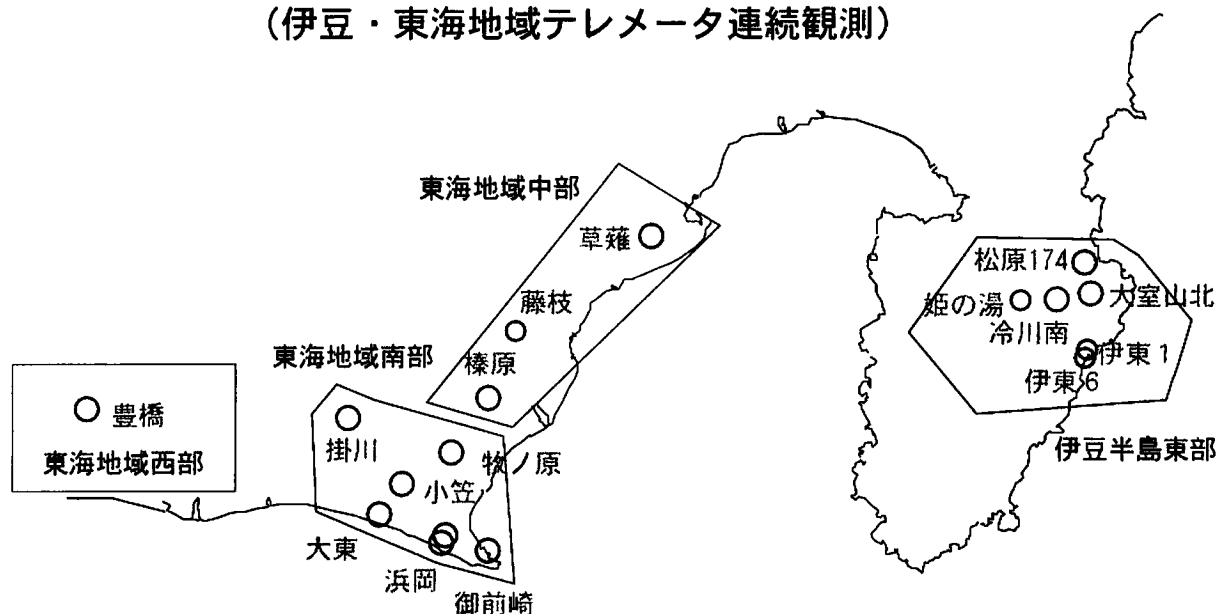 (伊豆・東海地域テレメータ連続観測)
東海地域中部
草薙
藤枝
榛原
東海地域南部
掛川
牧ノ原
小笠
大東
浜岡
御前崎
豊橋
東海地域西部
松原174
姫の湯
大室山北
冷川南
伊東1
伊東6
伊豆半島東部